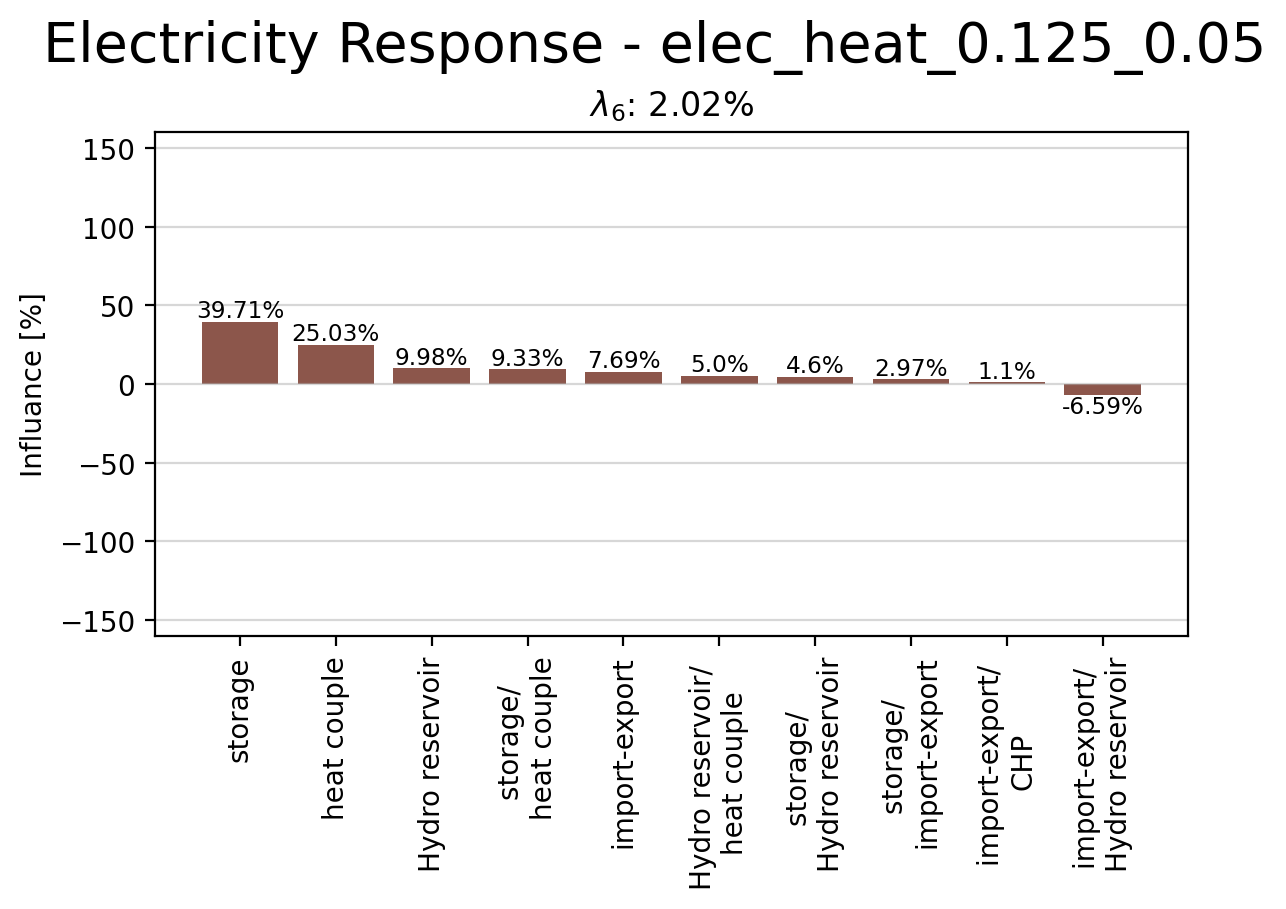 Electricity Response - elec_heat_0.125_0.05
λ6: 2.02%
Influance [%]
150
100
50
0
−50
−100
−150
39.71%
25.03%
9.98%
9.33%
7.69%
5.0%
4.6%
2.97%
1.1%
-6.59%
storage
heat couple
Hydro reservoir
storage/
heat couple
import-export
Hydro reservoir/
heat couple
storage/
Hydro reservoir
storage/
import-export
import-export/
CHP
import-export/
Hydro reservoir